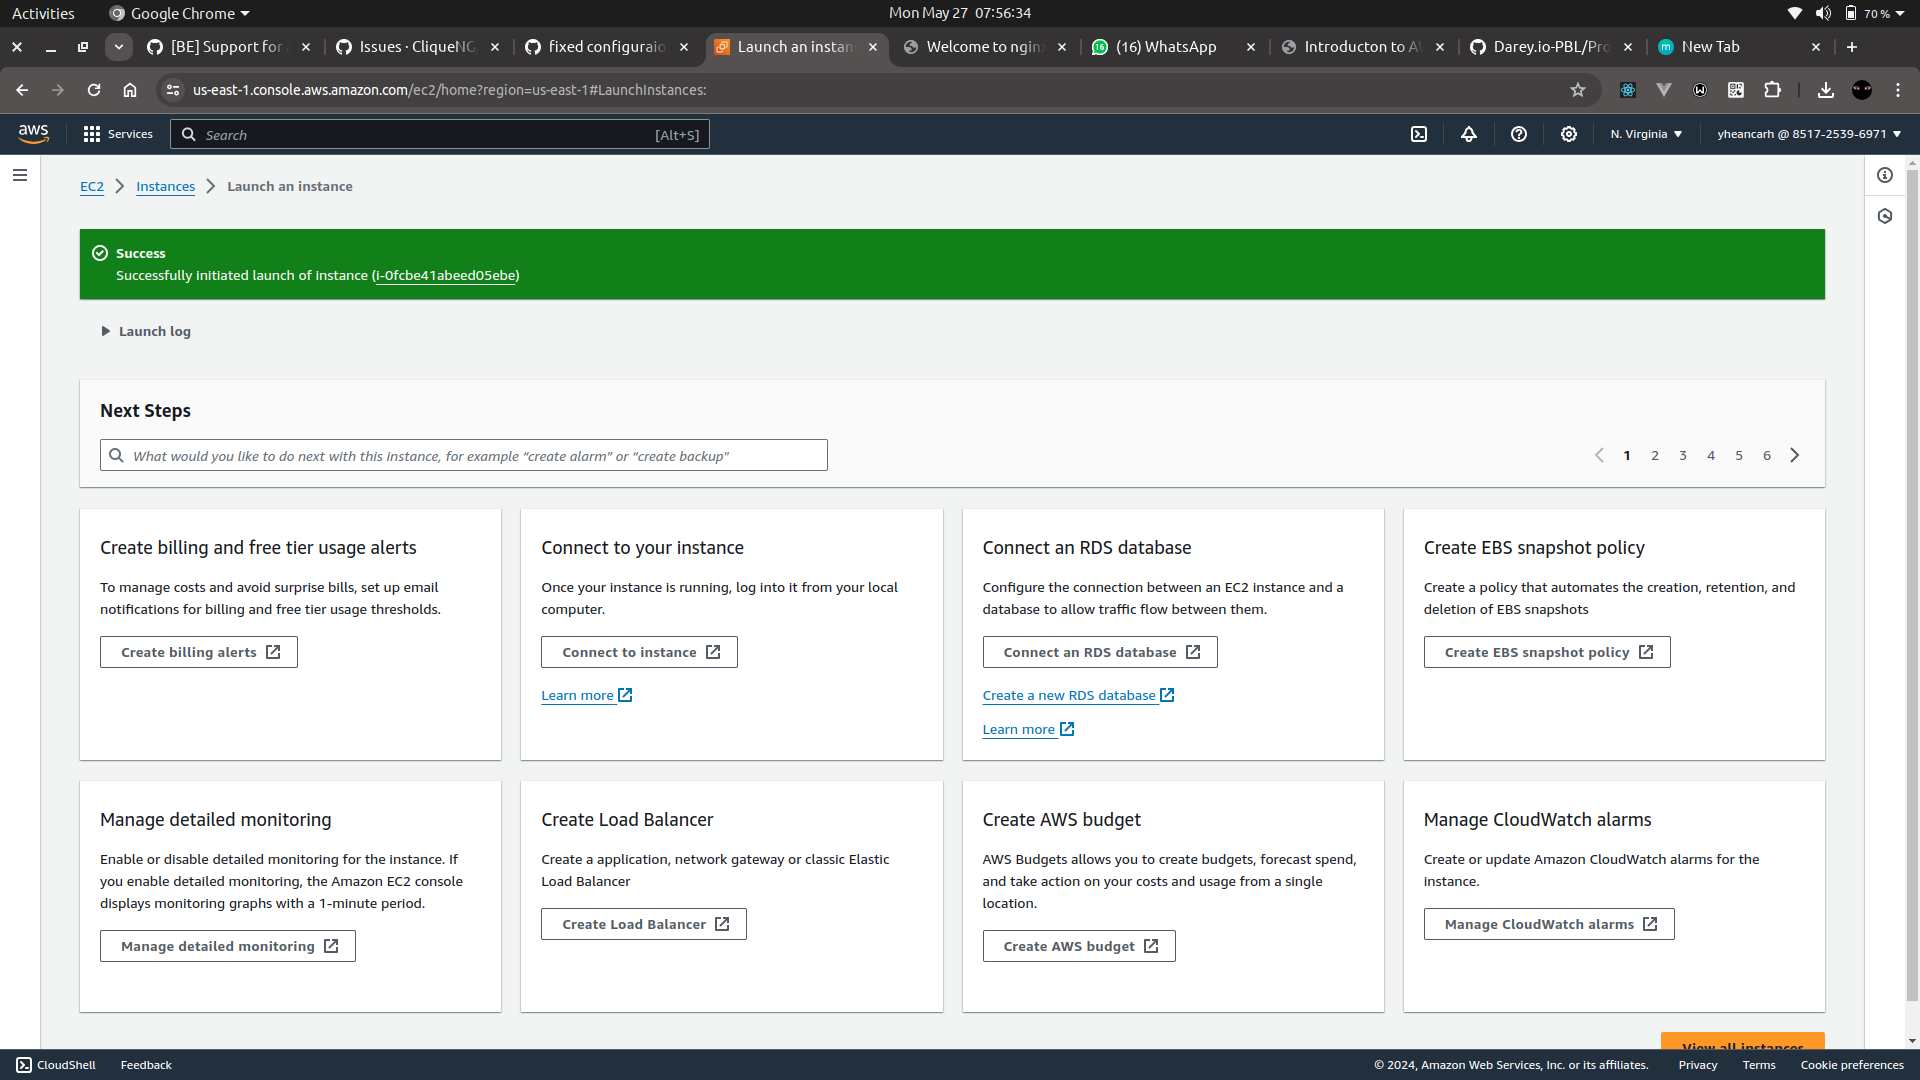 Activities
Google Chrome
Mon May 27 07:56:34
70 %
[BE] Support for
Issues · CliqueNG
fixed configuraio
Launch an instan
Welcome to nginx
(16) WhatsApp
Introducton to A
Darey.io-PBL/Pro
New Tab
us-east-1.console.aws.amazon.com/ec2/home?region=us-east-1#LaunchInstances:
aws
Services
Search
[Alt+S]
N. Virginia
yheancarh @ 8517-2539-6971
EC2
Instances
Launch an instance
Success
Successfully initiated launch of instance (i-0fcbe41abeed05ebe)
Launch log
Next Steps
What would you like to do next with this instance, for example “create alarm” or “create backup”
1 2 3 4 5 6
Create billing and free tier usage alerts
To manage costs and avoid surprise bills, set up email
notifications for billing and free tier usage thresholds.
Create billing alerts
Connect to your instance
Once your instance is running, log into it from your local
computer.
Connect to instance
Learn more
Connect an RDS database
Configure the connection between an EC2 instance and a
database to allow traffic flow between them.
Connect an RDS database
Create a new RDS database
Learn more
Create EBS snapshot policy
Create a policy that automates the creation, retention, and
deletion of EBS snapshots
Create EBS snapshot policy
Manage detailed monitoring
Enable or disable detailed monitoring for the instance. If
you enable detailed monitoring, the Amazon EC2 console
displays monitoring graphs with a 1-minute period.
Manage detailed monitoring
Create Load Balancer
Create a application, network gateway or classic Elastic
Load Balancer
Create Load Balancer
Create AWS budget
AWS Budgets allows you to create budgets, forecast spend,
and take action on your costs and usage from a single
location.
Create AWS budget
Manage CloudWatch alarms
Create or update Amazon CloudWatch alarms for the
instance.
Manage CloudWatch alarms
View all instances
CloudShell
Feedback
© 2024, Amazon Web Services, Inc. or its affiliates.
Privacy
Terms
Cookie preferences